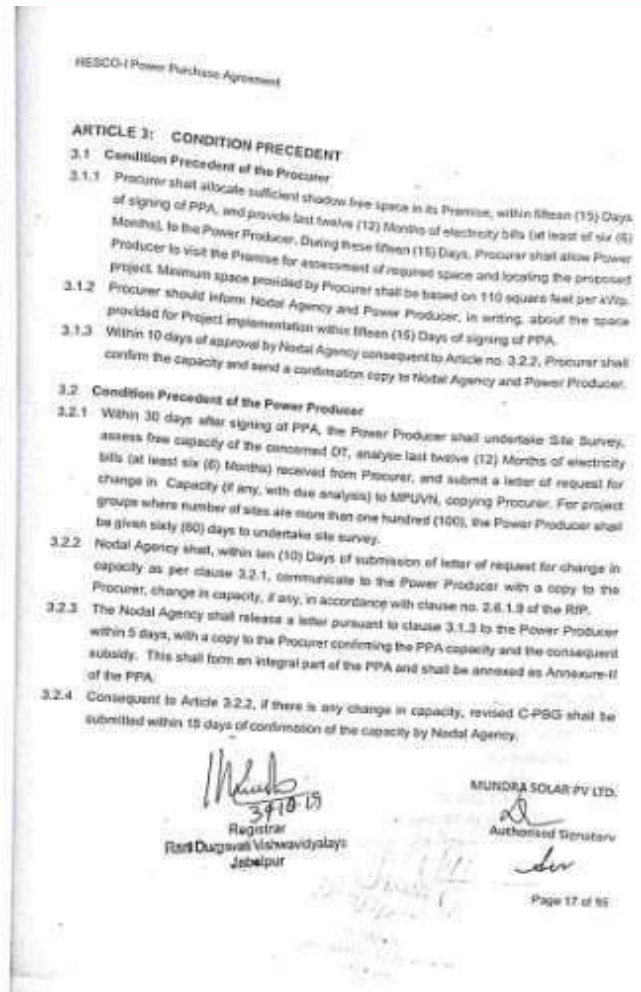 RESCO-I Power Purchase Agreement
ARTICLE 3: CONDITION PRECEDENT
3.1 Condition Precedent of the Procurer
3.1.1 Procurer shall allocate sufficient shadow free space in its Premise, within fifteen (15) Days
of signing of PPA, and provide last twelve (12) Months of electricity bills (at least of six (6)
Months), to the Power Producer. During these fifteen (15) Days, Procurer shall allow Power
Producer to visit the Premise for assessment of required space and locating the proposed
project. Minimum space provided by Procurer shall be based on 110 square feet per kWp.
3.1.2 Procurer should inform Nodal Agency and Power Producer, in writing, about the space
provided for Project implementation within fifteen (15) Days of signing of PPA.
3.1.3 Within 10 days of approval by Nodal Agency consequent to Article no. 3.2.2, Procurer shall
confirm the capacity and send a confirmation copy to Nodal Agency and Power Producer.
3.2 Condition Precedent of the Power Producer
3.2.1 Within 30 days after signing of PPA, the Power Producer shall undertake Site Survey,
assess free capacity of the concerned DT, analyse last twelve (12) Months of electricity
bills (at least six (6) Months) received from Procurer, and submit a letter of request for
change in Capacity (if any, with due analysis) to MPUVN, copying Procurer. For project
groups where number of sites are more than one hundred (100), the Power Producer shall
be given sixty (60) days to undertake site survey.
3.2.2 Nodal Agency shall, within ten (10) Days of submission of letter of request for change in
capacity as per clause 3.2.1, communicate to the Power Producer with a copy to the
Procurer, change in capacity, if any, in accordance with clause no. 2.6.1.9 of the RfP.
3.2.3 The Nodal Agency shall release a letter pursuant to clause 3.1.3 to the Power Producer
within 5 days, with a copy to the Procurer confirming the PPA capacity and the consequent
subsidy. This shall form an integral part of the PPA and shall be annexed as Annexure-II
of the PPA.
3.2.4 Consequent to Article 3.2.2, if there is any change in capacity, revised C-PBG shall be
submitted within 15 days of confirmation of the capacity by Nodal Agency.
Registrar
Rani Durgavati Vishwavidyalaya
Jabalpur
MUNDRA SOLAR PV LTD.
Authorised Signatory
Page 17 of